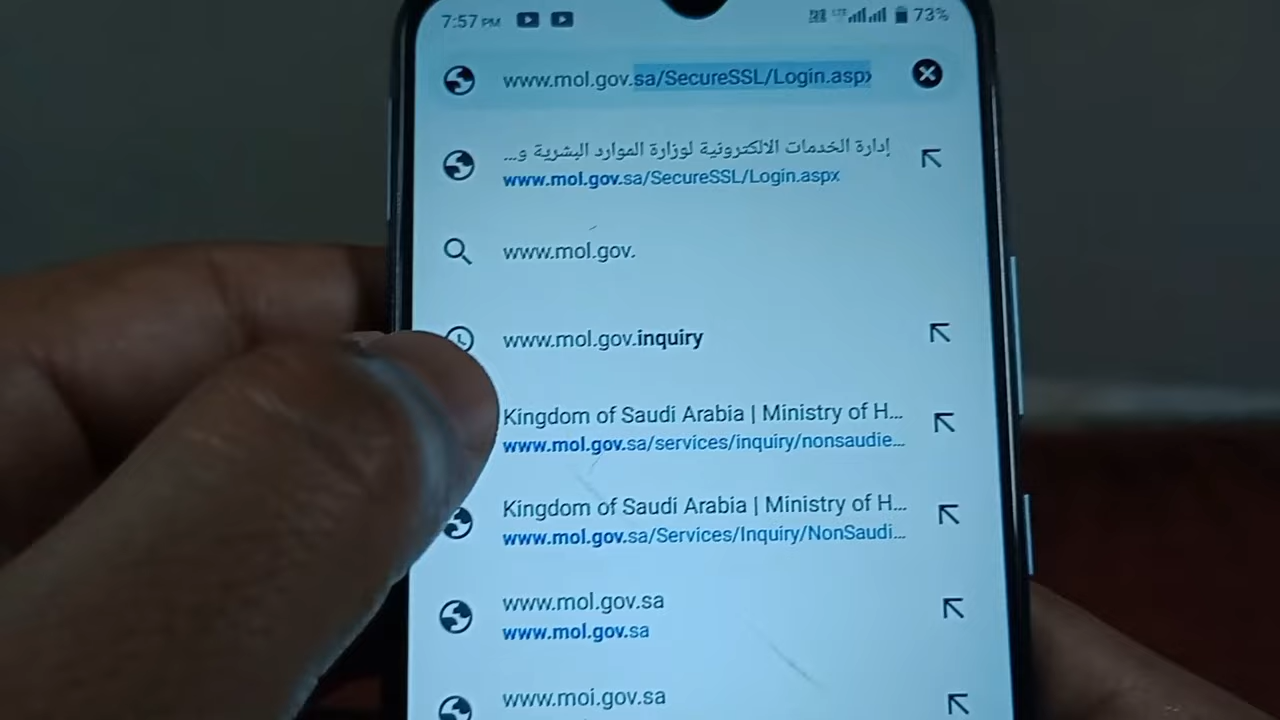 7:57 PM
LTE 73%
www.mol.gov.sa/SecureSSL/Login.aspx
إدارة الخدمات الالكترونية لوزارة الموارد البشرية و...
www.mol.gov.sa/SecureSSL/Login.aspx
www.mol.gov.
www.mol.gov.inquiry
Kingdom of Saudi Arabia | Ministry of H...
www.mol.gov.sa/services/inquiry/nonsaudie...
Kingdom of Saudi Arabia | Ministry of H...
www.mol.gov.sa/Services/Inquiry/NonSaudi...
www.mol.gov.sa
www.mol.gov.sa
www.moi.gov.sa